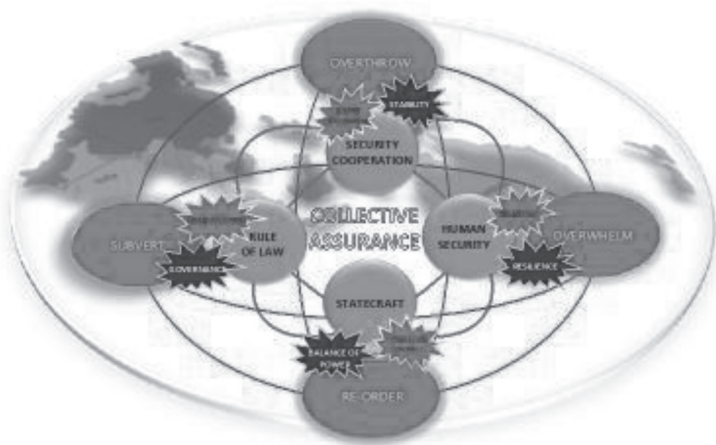 OVERTHROW
STABILITY
SECURITY
COOPERATION
COLLECTIVE
ASSURANCE
RULE
OF LAW
HUMAN
SECURITY
SUBVERT
OVERWHELM
GOVERNANCE
RESILIENCE
STATECRAFT
BALANCE OF
POWER
RE-ORDER